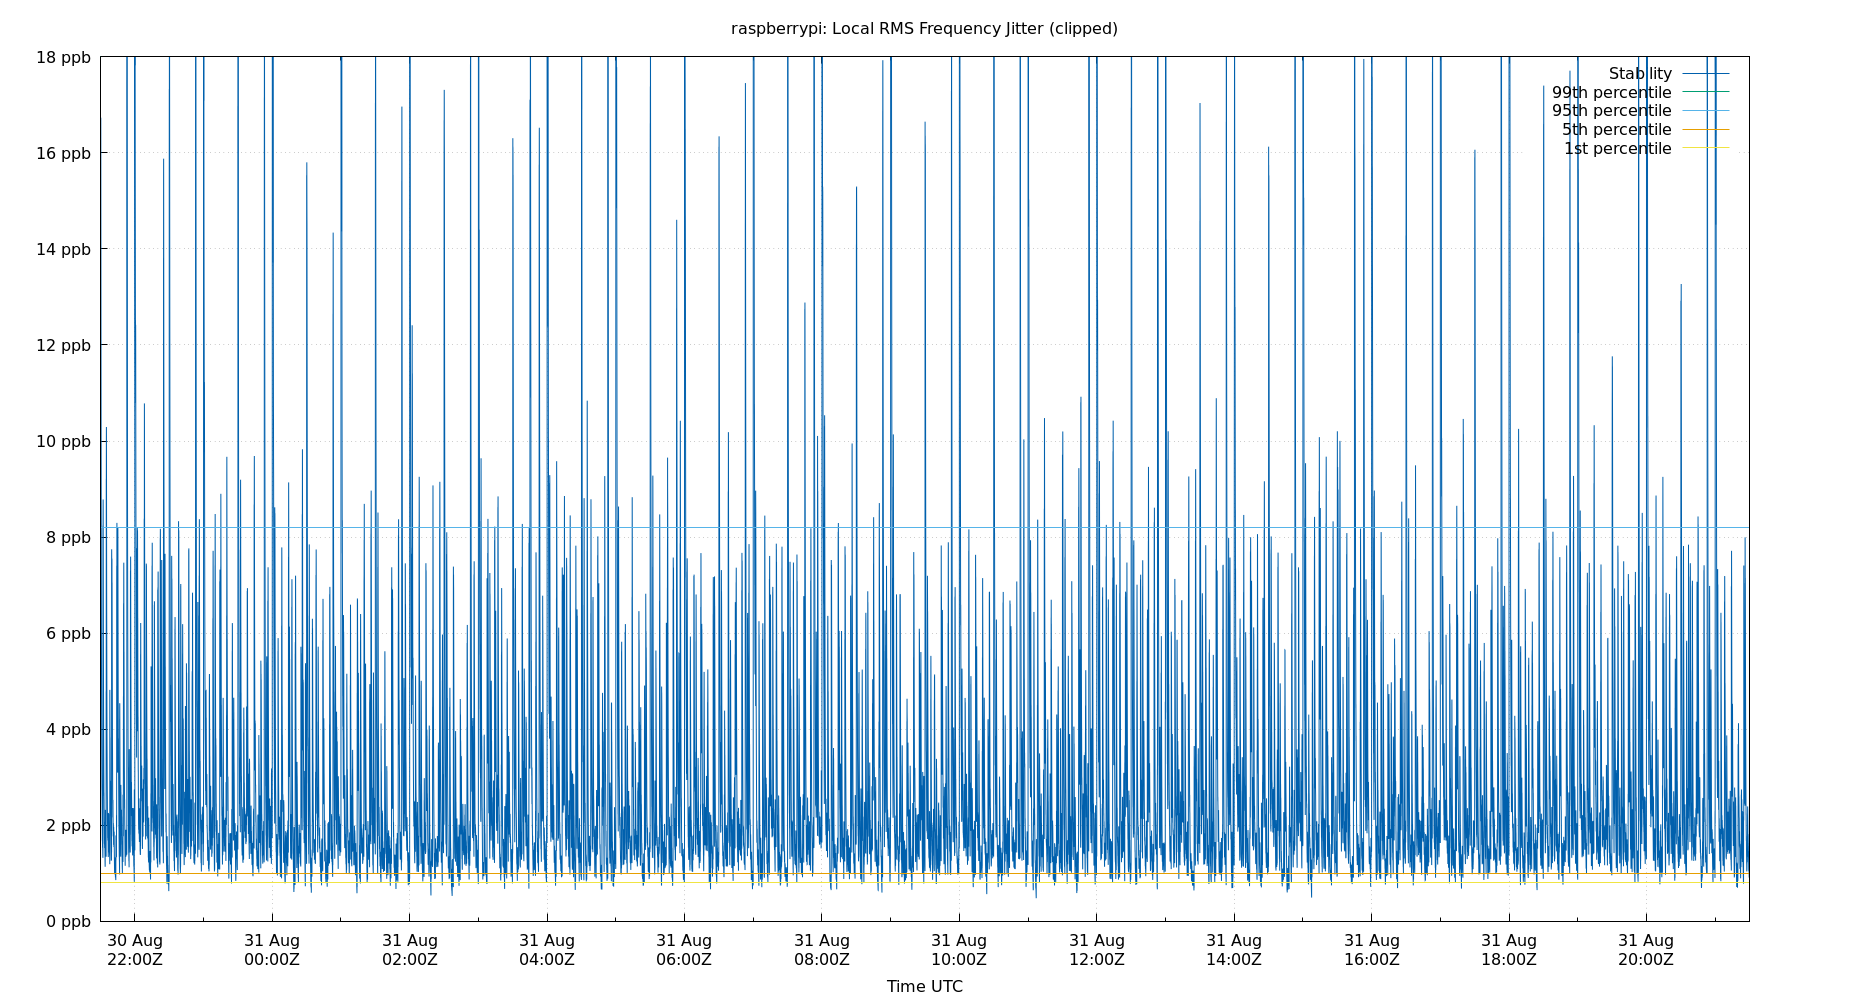 raspberrypi: Local RMS Frequency Jitter (clipped)
18 ppb
16 ppb
14 ppb
12 ppb
10 ppb
8 ppb
6 ppb
4 ppb
2 ppb
0 ppb
Stability
99th percentile
95th percentile
5th percentile
1st percentile
30 Aug 31 Aug 31 Aug 31 Aug 31 Aug 31 Aug 31 Aug 31 Aug 31 Aug 31 Aug 31 Aug 31 Aug
22:00Z 00:00Z 02:00Z 04:00Z 06:00Z 08:00Z 10:00Z 12:00Z 14:00Z 16:00Z 18:00Z 20:00Z
Time UTC